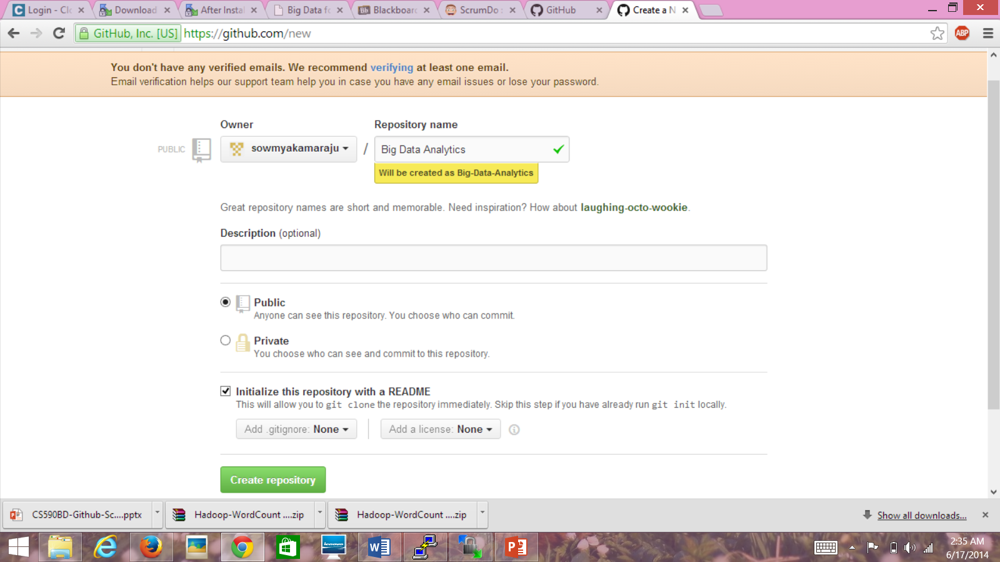 Login - Clo
Download
After Instal
Big Data fo
Blackboard
ScrumDo :
GitHub
Create a N
GitHub, Inc. [US] https://github.com/new
ABP
You don't have any verified emails. We recommend verifying at least one email.
Email verification helps our support team help you in case you have any email issues or lose your password.
Owner
Repository name
PUBLIC
sowmyakamaraju / Big Data Analytics
Will be created as Big-Data-Analytics
Great repository names are short and memorable. Need inspiration? How about laughing-octo-wookie.
Description (optional)
Public
Anyone can see this repository. You choose who can commit.
Private
You choose who can see and commit to this repository.
Initialize this repository with a README
This will allow you to git clone the repository immediately. Skip this step if you have already run git init locally.
Add .gitignore: None
Add a license: None
Create repository
CS590BD-Github-Sc....pptx
Hadoop-WordCount ....zip
Hadoop-WordCount ....zip
Show all downloads...
lenovo
2:35 AM
6/17/2014